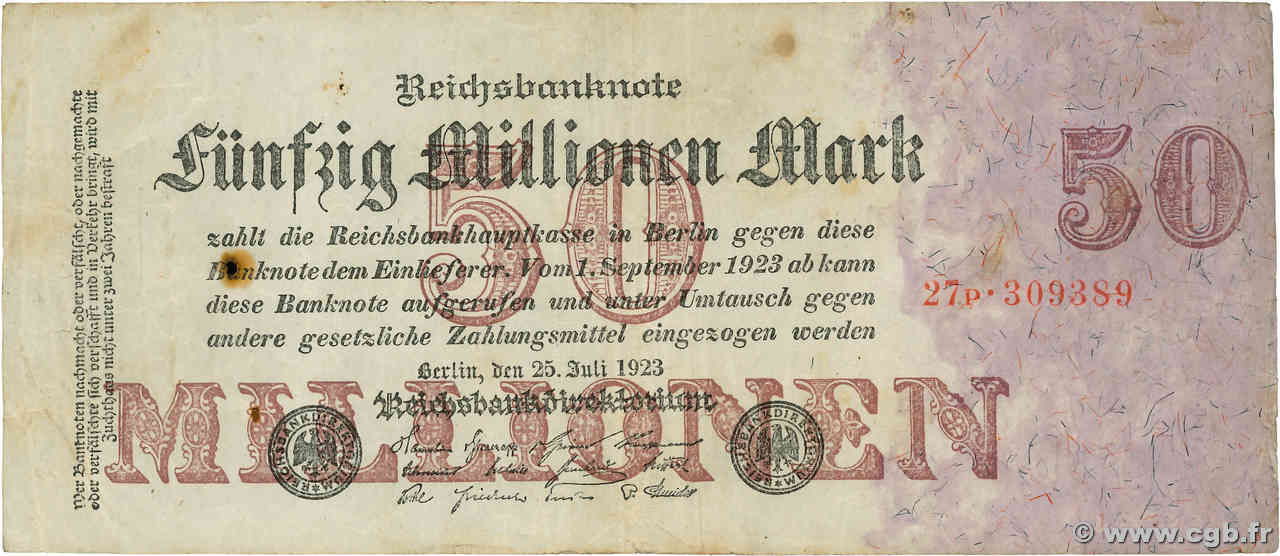 Reichsbanknote
Fünfzig Millionen Mark
50
50
zahlt die Reichsbankhauptkasse in Berlin gegen diese
Banknote dem Einlieferer. Vom 1. September 1923 ab kann
diese Banknote aufgerufen und unter Umtausch gegen
andere gesetzliche Zahlungsmittel eingezogen werden
27P·309389
Berlin, den 25. Juli 1923
Reichsbankdirektorium
MILLIONEN
REICHSBANKDIREKTORIUM
REICHSBANKDIREKTORIUM
Wer Banknoten nachmacht oder verfälscht, oder nachgemachte
oder verfälschte sich verschafft und in Verkehr bringt, wird mit
Zuchthaus nicht unter zwei Jahren bestraft
© www.cgb.fr